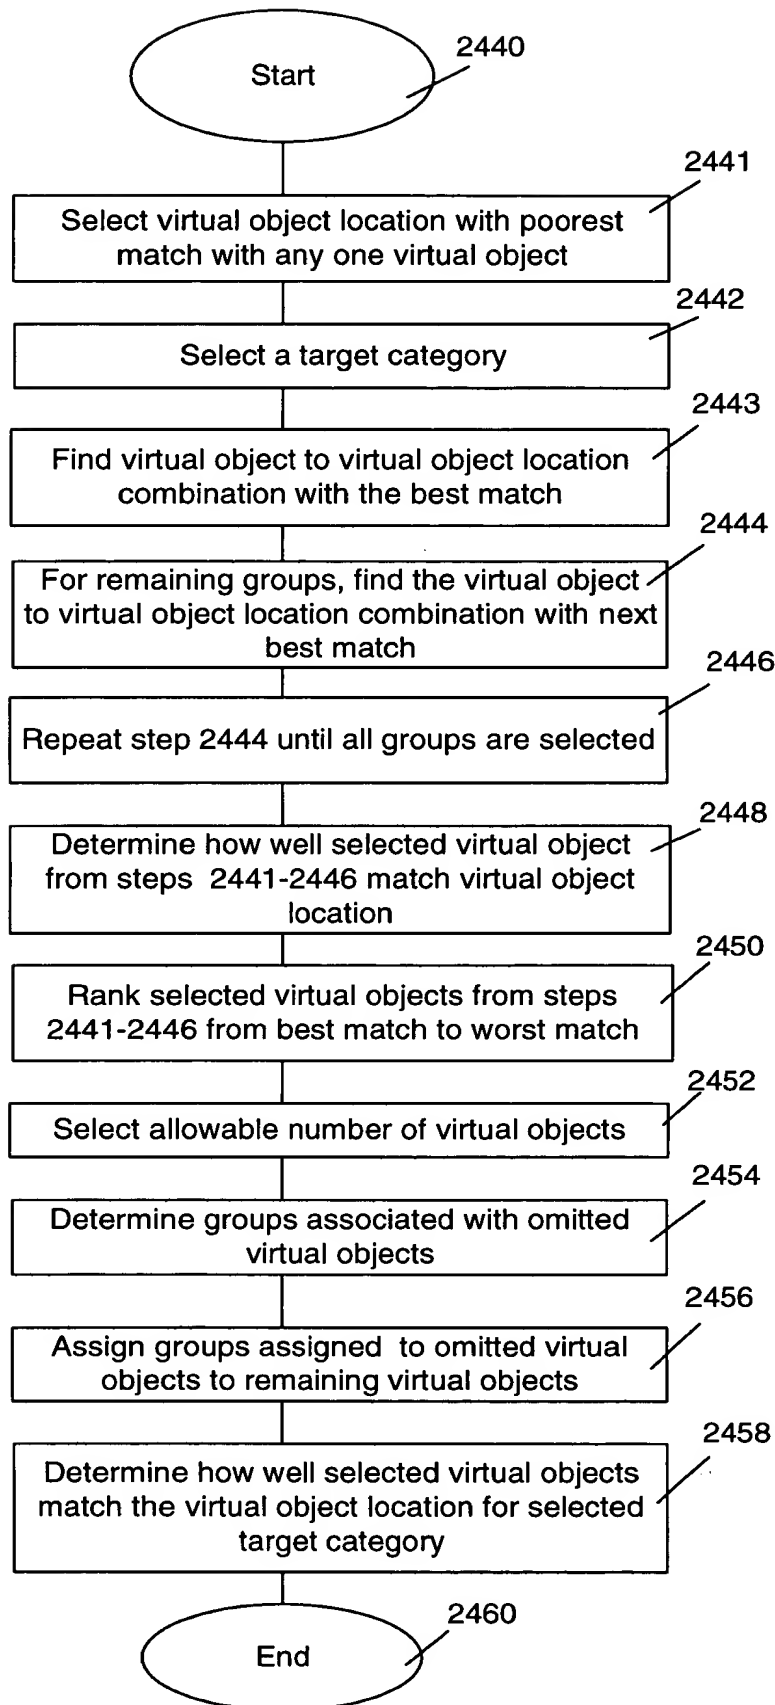 2440
Start
2441
Select virtual object location with poorest
match with any one virtual object
2442
Select a target category
2443
Find virtual object to virtual object location
combination with the best match
2444
For remaining groups, find the virtual object
to virtual object location combination with next
best match
2446
Repeat step 2444 until all groups are selected
2448
Determine how well selected virtual object
from steps 2441-2446 match virtual object
location
2450
Rank selected virtual objects from steps
2441-2446 from best match to worst match
2452
Select allowable number of virtual objects
2454
Determine groups associated with omitted
virtual objects
2456
Assign groups assigned to omitted virtual
objects to remaining virtual objects
2458
Determine how well selected virtual objects
match the virtual object location for selected
target category
2460
End